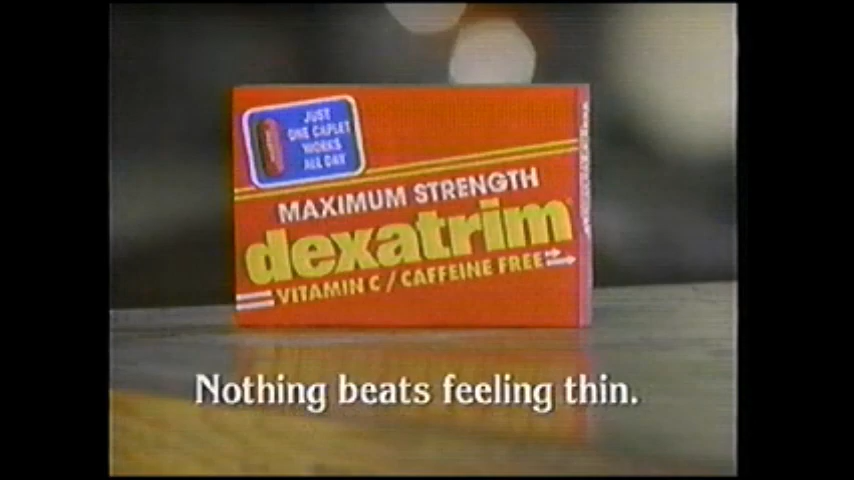 JUST
ONE CAPLET
WORKS
ALL DAY
MAXIMUM STRENGTH
dexatrim
VITAMIN C / CAFFEINE FREE
Nothing beats feeling thin.